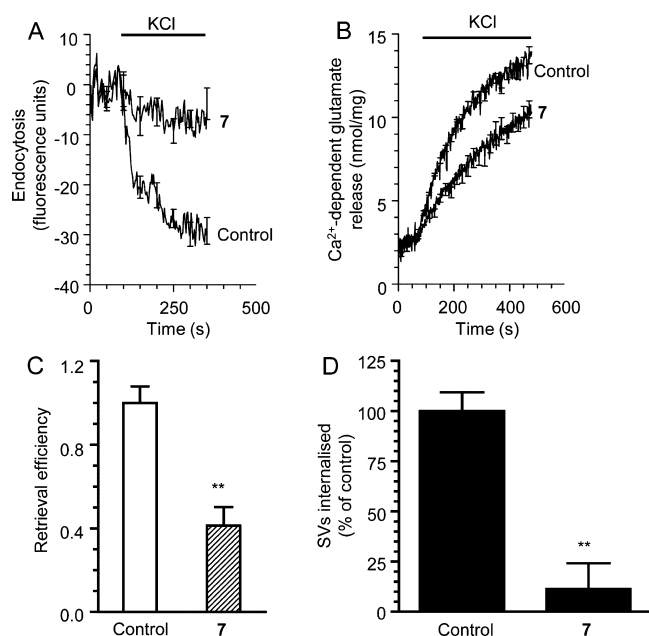 A
KCl
10
0
-10
-20
-30
-40
Endocytosis
(fluorescence units)
7
Control
0
250
500
Time (s)
B
KCl
15
10
5
0
Ca2+-dependent glutamate
release (nmol/mg)
Control
7
0
200
400
600
Time (s)
C
1.2
0.8
0.4
0.0
Retrieval efficiency
**
Control
7
D
125
100
75
50
25
0
SVs internalised
(% of control)
**
Control
7